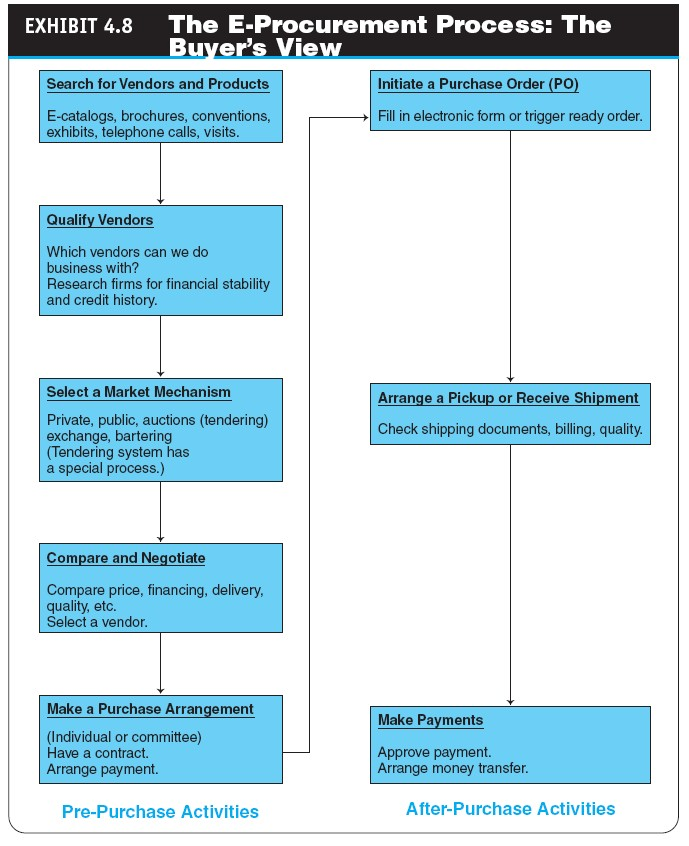 EXHIBIT 4.8
The E-Procurement Process: The
Buyer's View
Search for Vendors and Products
E-catalogs, brochures, conventions,
exhibits, telephone calls, visits.
Qualify Vendors
Which vendors can we do
business with?
Research firms for financial stability
and credit history.
Select a Market Mechanism
Private, public, auctions (tendering)
exchange, bartering
(Tendering system has
a special process.)
Compare and Negotiate
Compare price, financing, delivery,
quality, etc.
Select a vendor.
Make a Purchase Arrangement
(Individual or committee)
Have a contract.
Arrange payment.
Pre-Purchase Activities
Initiate a Purchase Order (PO)
Fill in electronic form or trigger ready order.
Arrange a Pickup or Receive Shipment
Check shipping documents, billing, quality.
Make Payments
Approve payment.
Arrange money transfer.
After-Purchase Activities